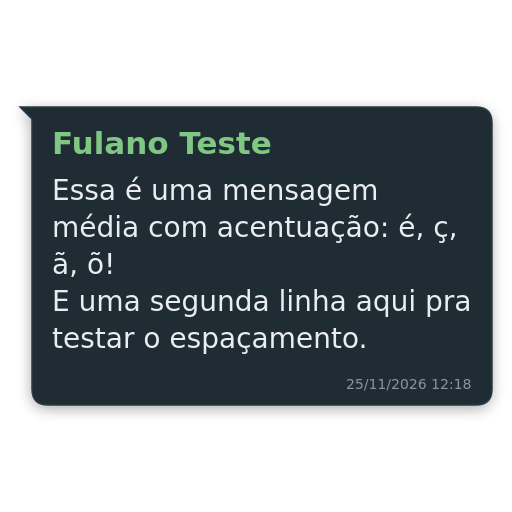 Fulano Teste
Essa é uma mensagem
média com acentuação: é, ç,
ã, õ!
E uma segunda linha aqui pra
testar o espaçamento.
25/11/2026 12:18